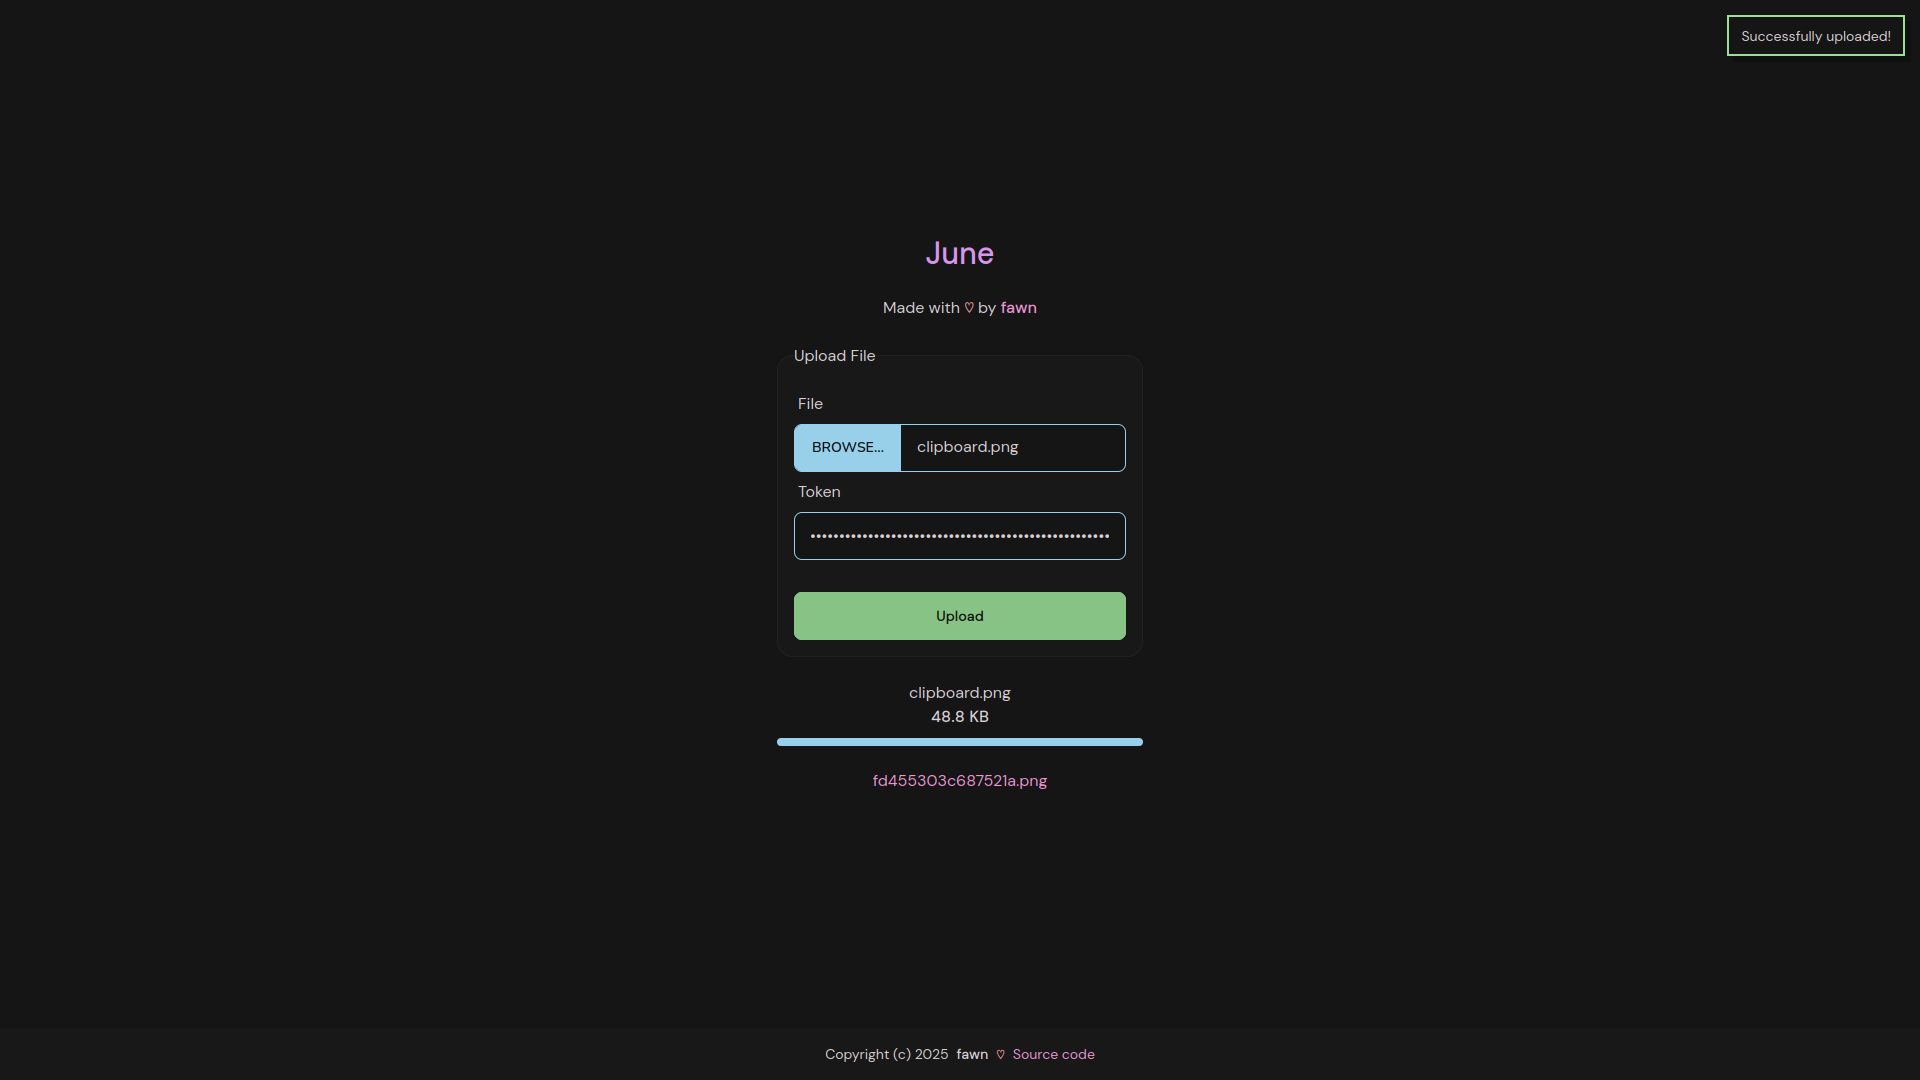 Successfully uploaded!
June
Made with ♡ by fawn
Upload File
File
BROWSE... clipboard.png
Token
••••••••••••••••••••••••••••••••••••••••••••••••••••
Upload
clipboard.png
48.8 KB
fd455303c687521a.png
Copyright (c) 2025 fawn ♡ Source code